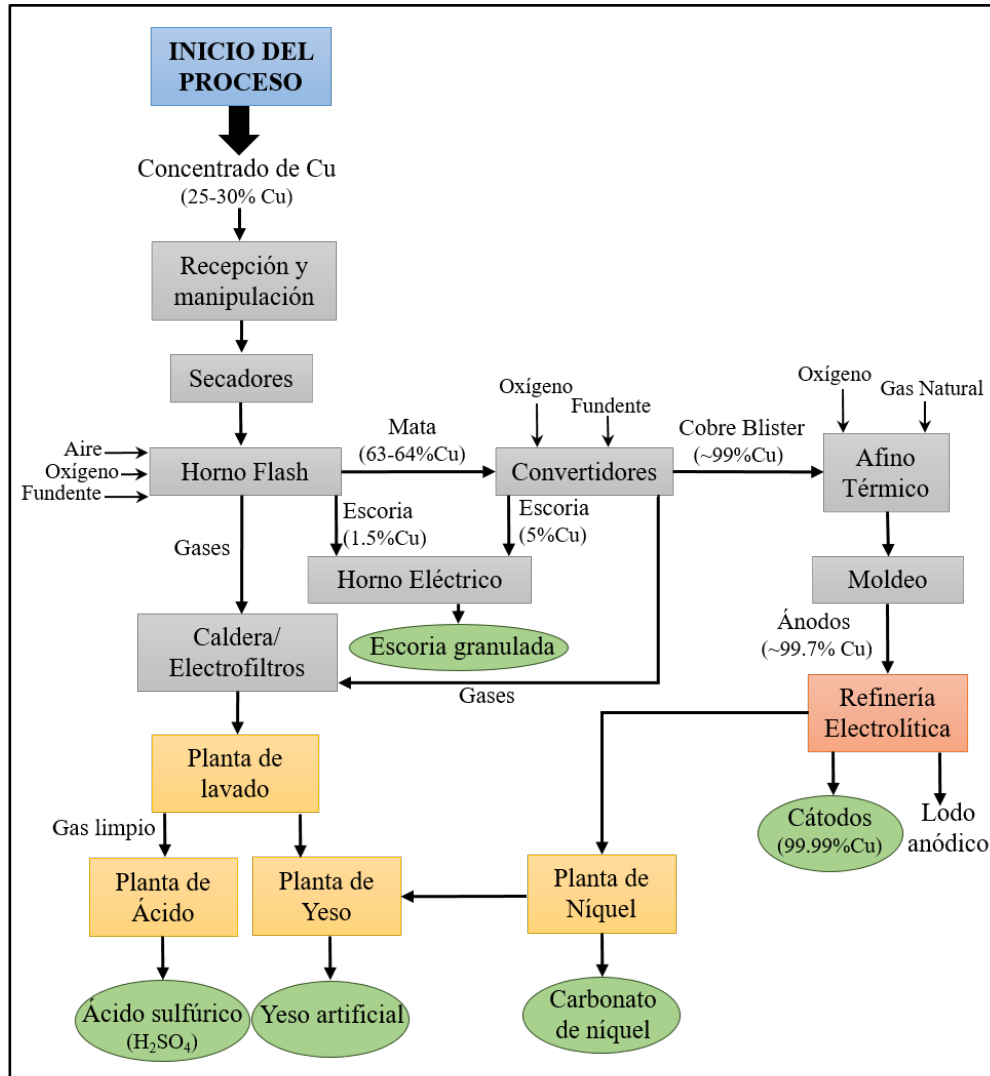 INICIO DEL
PROCESO
Concentrado de Cu
(25-30% Cu)
Recepción y
manipulación
Secadores
Aire
Oxígeno
Fundente
Horno Flash
Mata
(63-64%Cu)
Oxígeno
Fundente
Convertidores
Cobre Blister
(~99%Cu)
Oxígeno
Gas Natural
Afino
Térmico
Gases
Escoria
(1.5%Cu)
Escoria
(5%Cu)
Horno Eléctrico
Escoria granulada
Moldeo
Ánodos
(~99.7% Cu)
Caldera/
Electrofiltros
Gases
Refinería
Electrolítica
Planta de
lavado
Cátodos
(99.99%Cu)
Lodo
anódico
Gas limpio
Planta de
Ácido
Planta de
Yeso
Planta de
Níquel
Ácido sulfúrico
(H₂SO₄)
Yeso artificial
Carbonato
de níquel